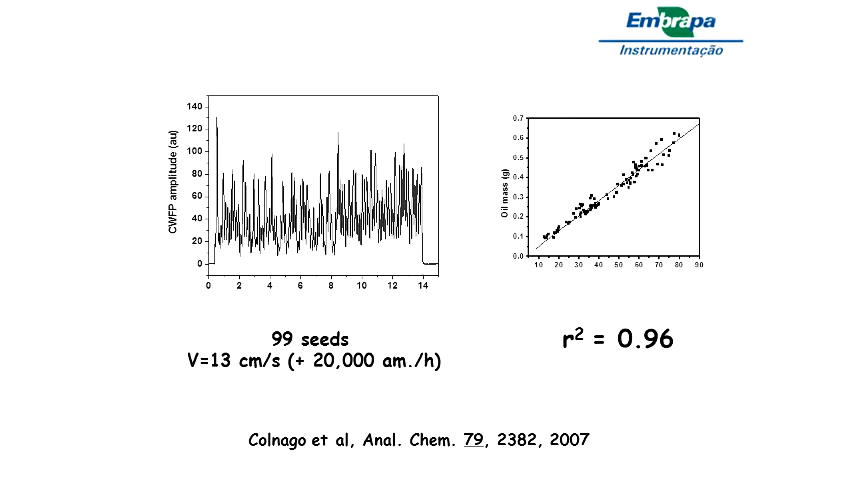 Embrapa
Instrumentação
CWFP amplitude (au)
140
120
100
80
60
40
20
0
0 2 4 6 8 10 12 14
Oil mass (g)
0.7
0.6
0.5
0.4
0.3
0.2
0.1
0.0
10 20 30 40 50 60 70 80 90
99 seeds
V=13 cm/s (+ 20,000 am./h)
r² = 0.96
Colnago et al, Anal. Chem. 79, 2382, 2007